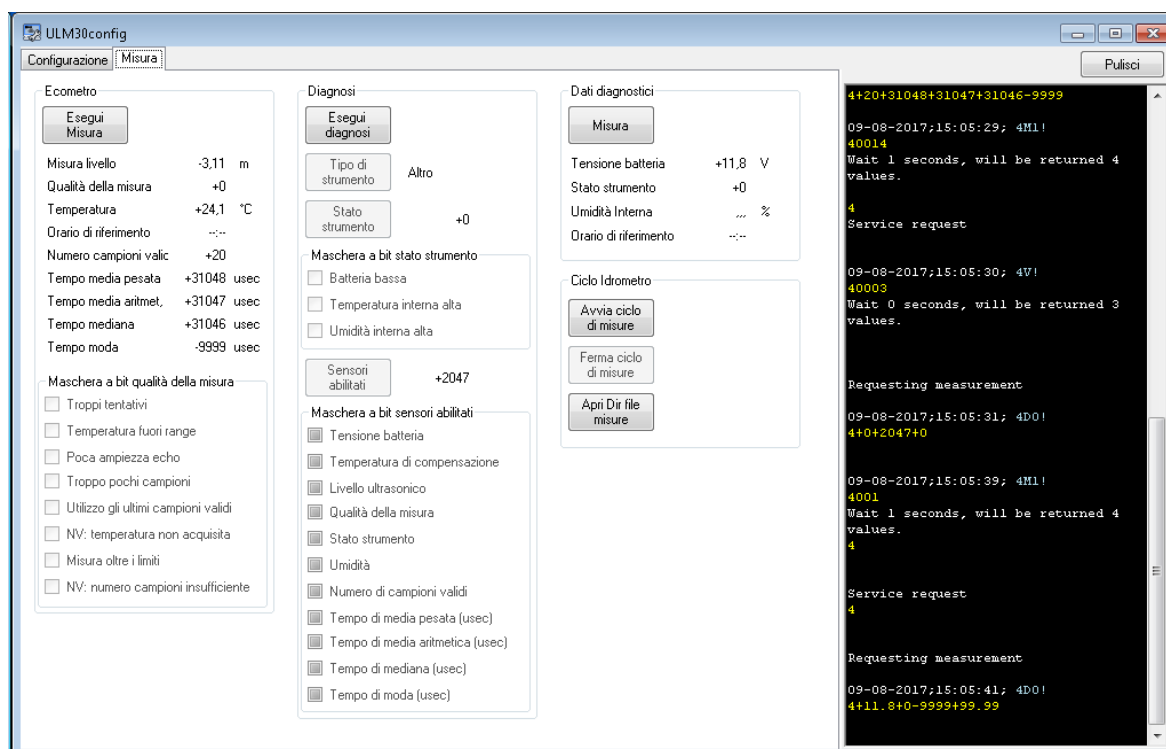 ULM30config
Configurazione Misura
Pulisci
Ecometro
Esegui Misura
Misura livello -3,11 m
Qualità della misura +0
Temperatura +24,1 °C
Orario di riferimento --:--
Numero campioni valic +20
Tempo media pesata +31048 usec
Tempo media aritmet, +31047 usec
Tempo mediana +31046 usec
Tempo moda -9999 usec
Maschera a bit qualità della misura
Troppi tentativi
Temperatura fuori range
Poca ampiezza echo
Troppo pochi campioni
Utilizzo gli ultimi campioni validi
NV: temperatura non acquisita
Misura oltre i limiti
NV: numero campioni insufficiente
Diagnosi
Esegui diagnosi
Tipo di strumento Altro
Stato strumento +0
Maschera a bit stato strumento
Batteria bassa
Temperatura interna alta
Umidità interna alta
Sensori abilitati +2047
Maschera a bit sensori abilitati
Tensione batteria
Temperatura di compensazione
Livello ultrasonico
Qualità della misura
Stato strumento
Umidità
Numero di campioni validi
Tempo di media pesata (usec)
Tempo di media aritmetica (usec)
Tempo di mediana (usec)
Tempo di moda (usec)
Dati diagnostici
Misura
Tensione batteria +11,8 V
Stato strumento +0
Umidità Interna ,,, %
Orario di riferimento --:--
Ciclo Idrometro
Avvia ciclo di misure
Ferma ciclo di misure
Apri Dir file misure
4+20+31048+31047+31046-9999
09-08-2017;15:05:29; 4M1!
40014
Wait 1 seconds, will be returned 4
values.
4
Service request
09-08-2017;15:05:30; 4V!
40003
Wait 0 seconds, will be returned 3
values.
Requesting measurement
09-08-2017;15:05:31; 4D0!
4+0+2047+0
09-08-2017;15:05:39; 4M1!
4001
Wait 1 seconds, will be returned 4
values.
4
Service request
4
Requesting measurement
09-08-2017;15:05:41; 4D0!
4+11.8+0-9999+99.99